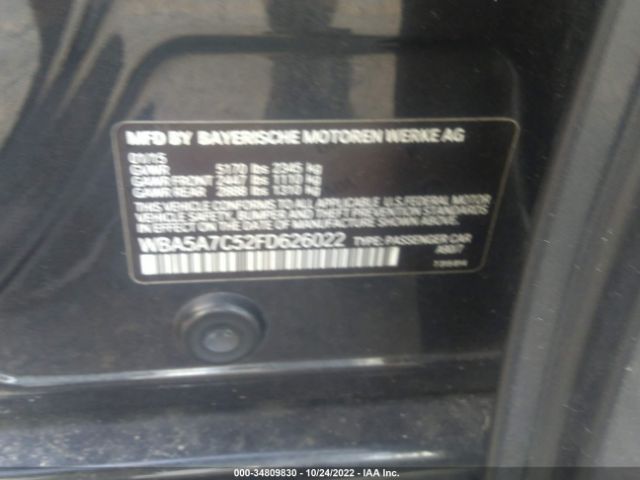 MFD BY BAYERISCHE MOTOREN WERKE AG
01/15
GVWR 5170 lbs 2345 kg
GAWR FRONT lbs kg
GAWR REAR 2888 lbs 1310 kg
THIS VEHICLE CONFORMS TO ALL APPLICABLE U.S. FEDERAL MOTOR
VEHICLE SAFETY, BUMPER AND THEFT PREVENTION STANDARDS
IN EFFECT ON THE DATE OF MANUFACTURE SHOWN ABOVE.
WBA5A7C52FD626022 TYPE: PASSENGER CAR
000-34809830 - 10/24/2022 - IAA Inc.